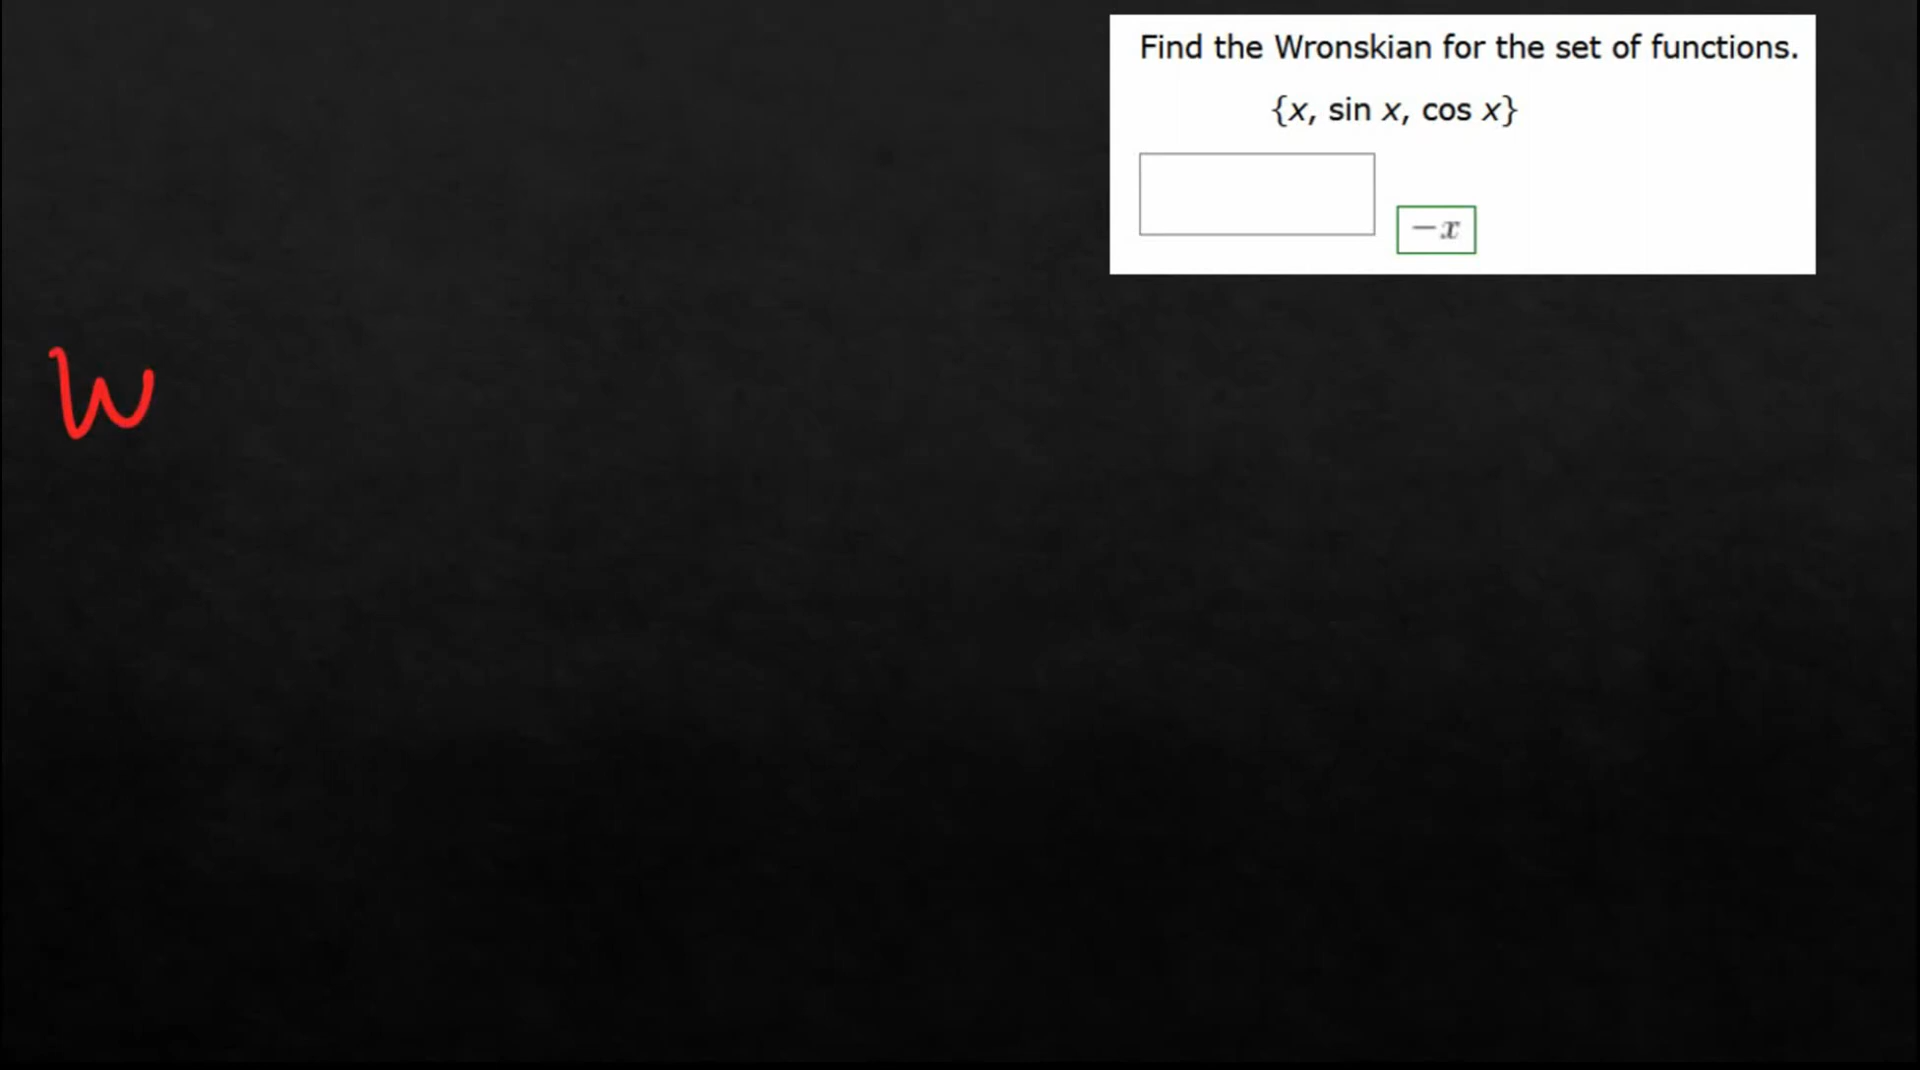 Find the Wronskian for the set of functions.
{x, sin x, cos x}
−x
W